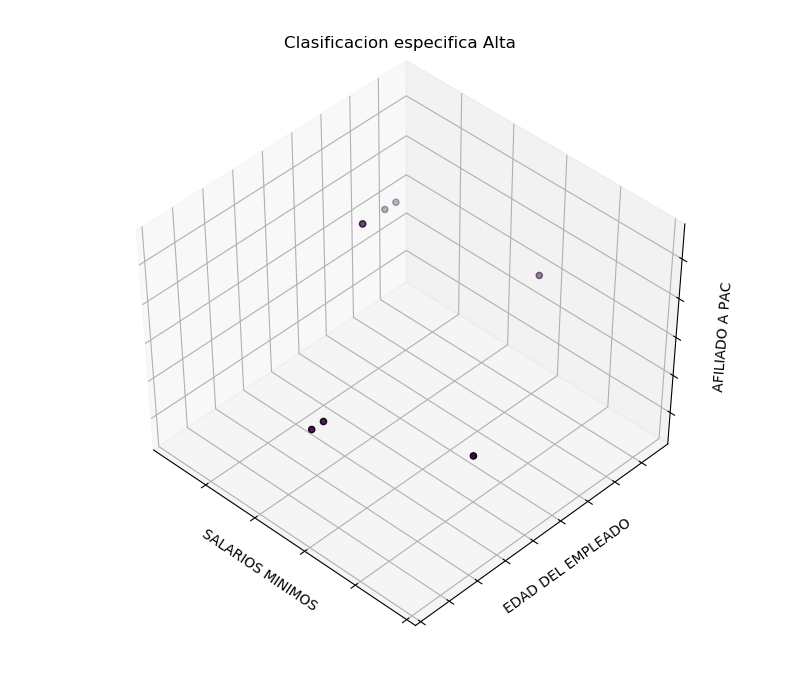 Clasificacion especifica Alta
AFILIADO A PAC
SALARIOS MINIMOS
EDAD DEL EMPLEADO